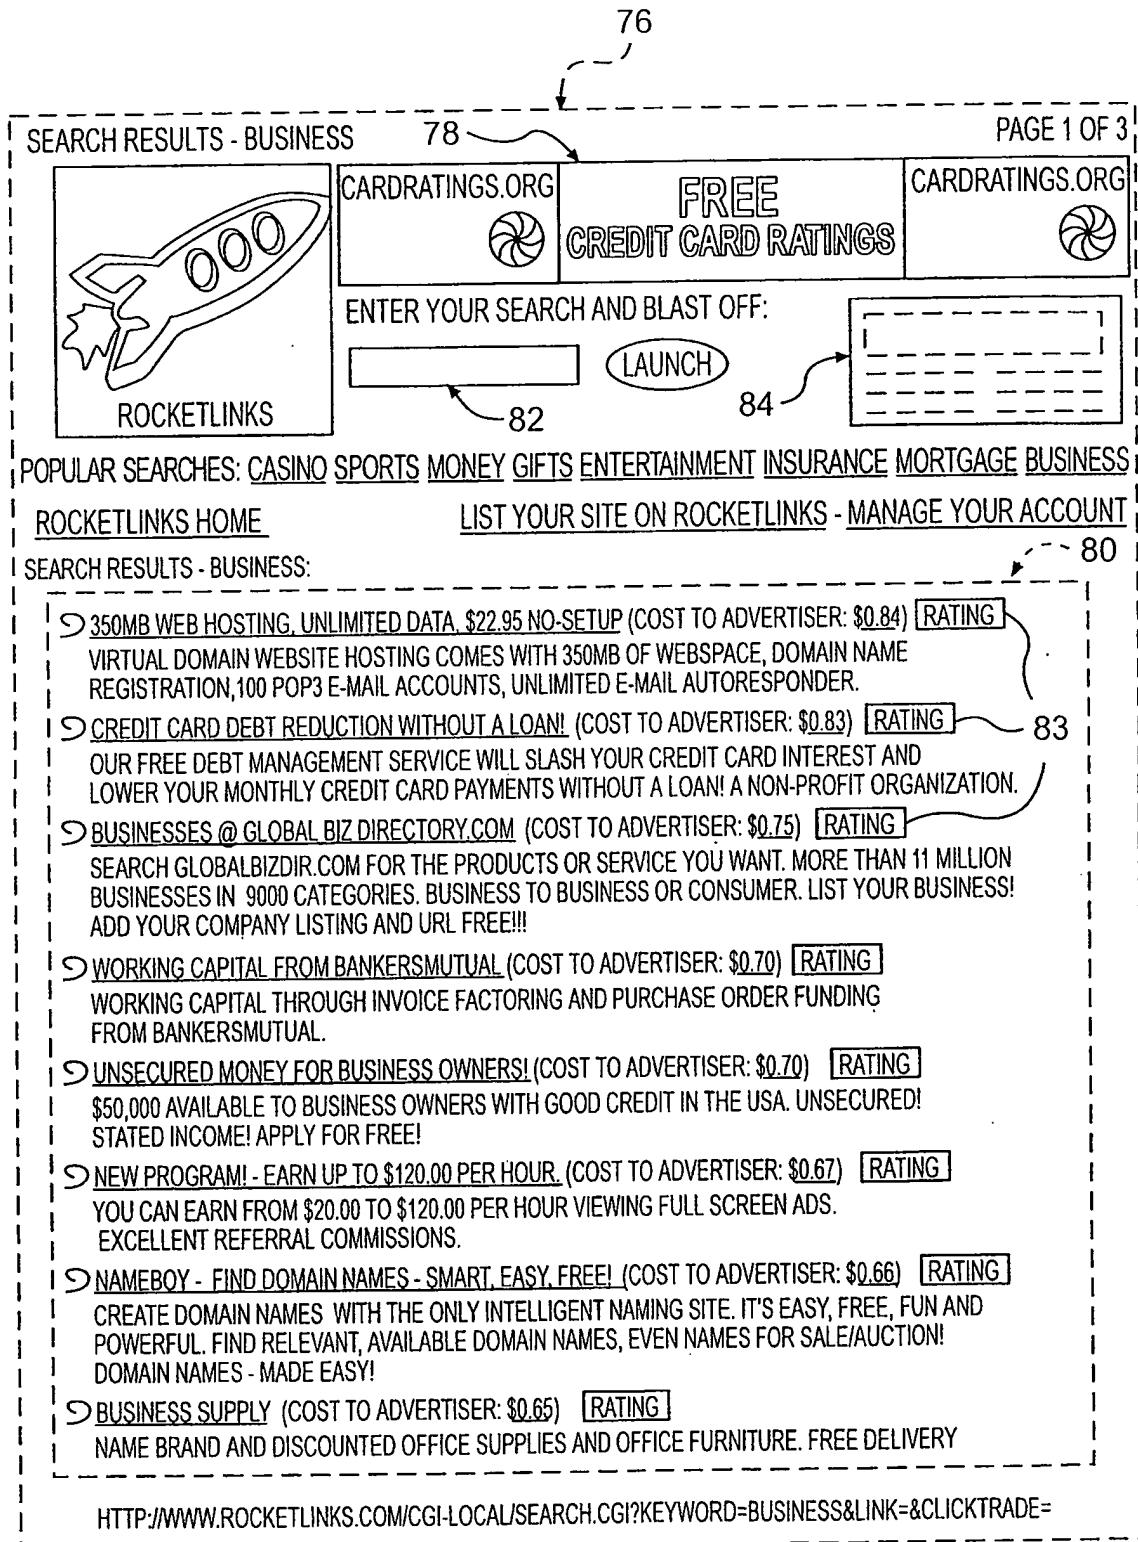 76
SEARCH RESULTS - BUSINESS
78
PAGE 1 OF 3
CARDRATINGS.ORG
FREE
CREDIT CARD RATINGS
CARDRATINGS.ORG
ENTER YOUR SEARCH AND BLAST OFF:
LAUNCH
84
82
ROCKETLINKS
POPULAR SEARCHES: CASINO SPORTS MONEY GIFTS ENTERTAINMENT INSURANCE MORTGAGE BUSINESS
ROCKETLINKS HOME
LIST YOUR SITE ON ROCKETLINKS - MANAGE YOUR ACCOUNT
80
SEARCH RESULTS - BUSINESS:
350MB WEB HOSTING, UNLIMITED DATA, $22.95 NO-SETUP (COST TO ADVERTISER: $0.84) RATING
VIRTUAL DOMAIN WEBSITE HOSTING COMES WITH 350MB OF WEBSPACE, DOMAIN NAME
REGISTRATION,100 POP3 E-MAIL ACCOUNTS, UNLIMITED E-MAIL AUTORESPONDER.
CREDIT CARD DEBT REDUCTION WITHOUT A LOAN! (COST TO ADVERTISER: $0.83) RATING
83
OUR FREE DEBT MANAGEMENT SERVICE WILL SLASH YOUR CREDIT CARD INTEREST AND
LOWER YOUR MONTHLY CREDIT CARD PAYMENTS WITHOUT A LOAN! A NON-PROFIT ORGANIZATION.
BUSINESSES @ GLOBAL BIZ DIRECTORY.COM (COST TO ADVERTISER: $0.75) RATING
SEARCH GLOBALBIZDIR.COM FOR THE PRODUCTS OR SERVICE YOU WANT. MORE THAN 11 MILLION
BUSINESSES IN 9000 CATEGORIES. BUSINESS TO BUSINESS OR CONSUMER. LIST YOUR BUSINESS!
ADD YOUR COMPANY LISTING AND URL FREE!!!
WORKING CAPITAL FROM BANKERSMUTUAL (COST TO ADVERTISER: $0.70) RATING
WORKING CAPITAL THROUGH INVOICE FACTORING AND PURCHASE ORDER FUNDING
FROM BANKERSMUTUAL.
UNSECURED MONEY FOR BUSINESS OWNERS! (COST TO ADVERTISER: $0.70) RATING
$50,000 AVAILABLE TO BUSINESS OWNERS WITH GOOD CREDIT IN THE USA. UNSECURED!
STATED INCOME! APPLY FOR FREE!
NEW PROGRAM! - EARN UP TO $120.00 PER HOUR. (COST TO ADVERTISER: $0.67) RATING
YOU CAN EARN FROM $20.00 TO $120.00 PER HOUR VIEWING FULL SCREEN ADS.
EXCELLENT REFERRAL COMMISSIONS.
NAMEBOY - FIND DOMAIN NAMES - SMART, EASY, FREE! (COST TO ADVERTISER: $0.66) RATING
CREATE DOMAIN NAMES WITH THE ONLY INTELLIGENT NAMING SITE. IT'S EASY, FREE, FUN AND
POWERFUL. FIND RELEVANT, AVAILABLE DOMAIN NAMES, EVEN NAMES FOR SALE/AUCTION!
DOMAIN NAMES - MADE EASY!
BUSINESS SUPPLY (COST TO ADVERTISER: $0.65) RATING
NAME BRAND AND DISCOUNTED OFFICE SUPPLIES AND OFFICE FURNITURE. FREE DELIVERY
HTTP://WWW.ROCKETLINKS.COM/CGI-LOCAL/SEARCH.CGI?KEYWORD=BUSINESS&LINK=&CLICKTRADE=